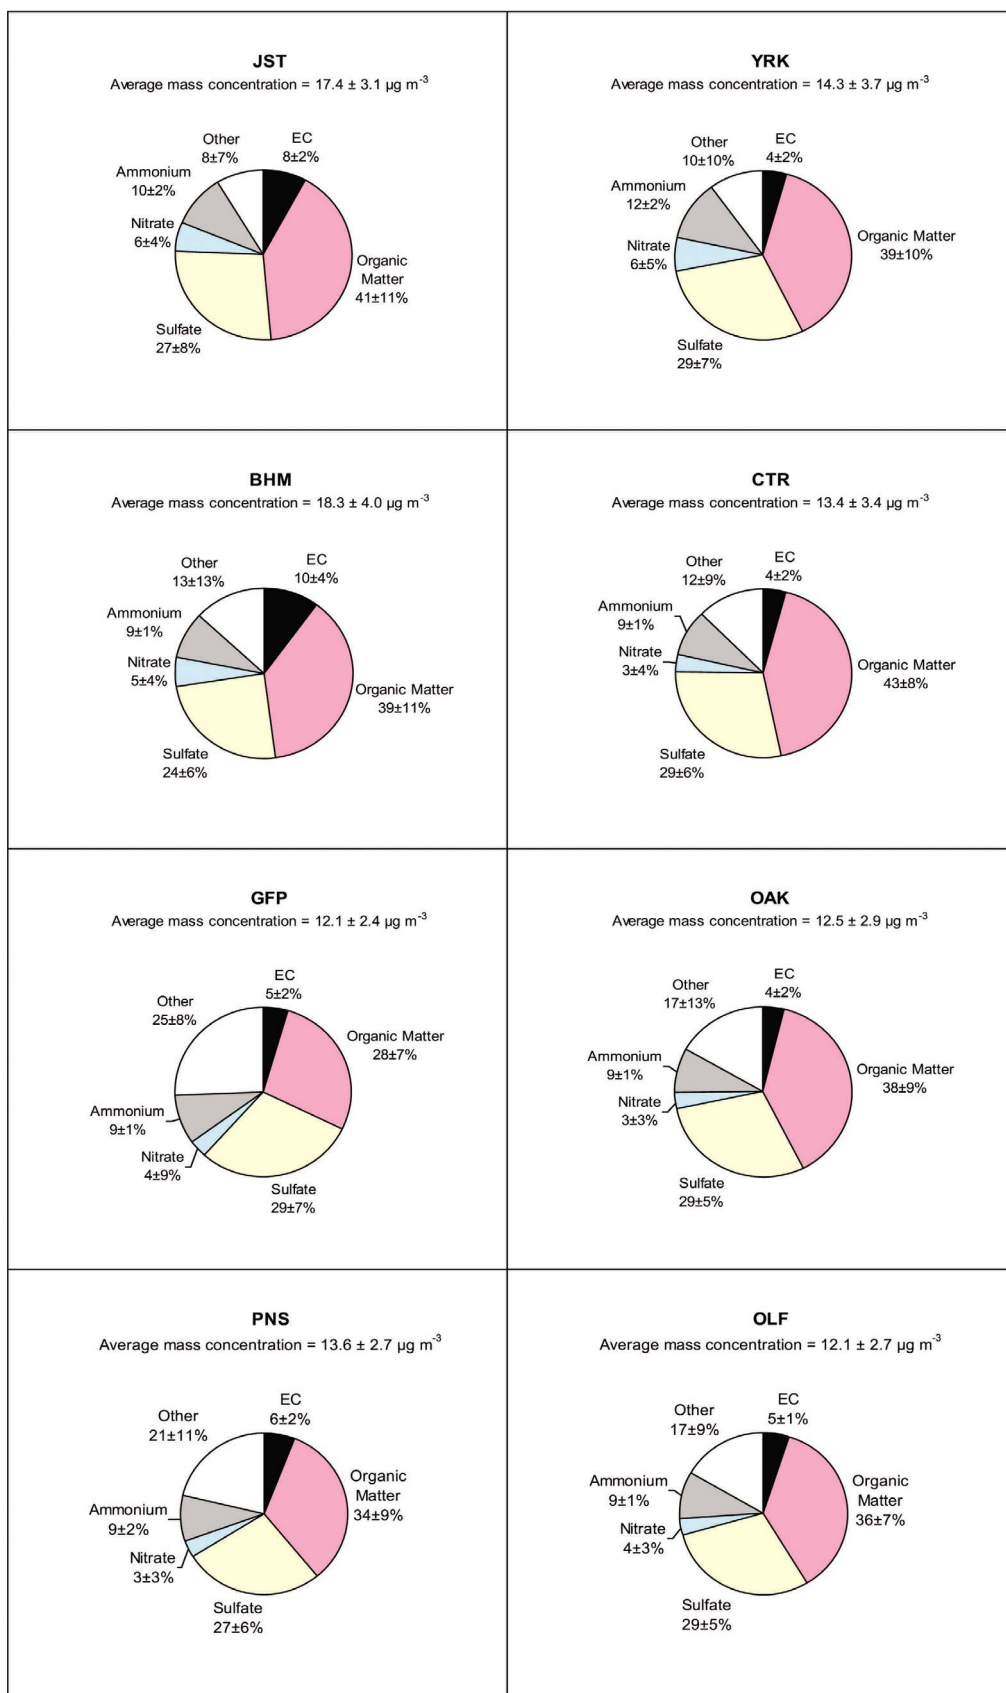 JST
Average mass concentration = 17.4 ± 3.1 µg m-3
Other
8±7%
EC
8±2%
Ammonium
10±2%
Nitrate
6±4%
Organic
Matter
41±11%
Sulfate
27±8%
YRK
Average mass concentration = 14.3 ± 3.7 µg m-3
Other
10±10%
EC
4±2%
Ammonium
12±2%
Organic Matter
39±10%
Nitrate
6±5%
Sulfate
29±7%
BHM
Average mass concentration = 18.3 ± 4.0 µg m-3
Other
13±13%
EC
10±4%
Ammonium
9±1%
Nitrate
5±4%
Organic Matter
39±11%
Sulfate
24±6%
CTR
Average mass concentration = 13.4 ± 3.4 µg m-3
Other
12±9%
EC
4±2%
Ammonium
9±1%
Nitrate
3±4%
Organic Matter
43±8%
Sulfate
29±6%
GFP
Average mass concentration = 12.1 ± 2.4 µg m-3
EC
5±2%
Other
25±8%
Organic Matter
28±7%
Ammonium
9±1%
Nitrate
4±9%
Sulfate
29±7%
OAK
Average mass concentration = 12.5 ± 2.9 µg m-3
EC
4±2%
Other
17±13%
Ammonium
9±1%
Organic Matter
38±9%
Nitrate
3±3%
Sulfate
29±5%
PNS
Average mass concentration = 13.6 ± 2.7 µg m-3
EC
6±2%
Other
21±11%
Organic
Matter
34±9%
Ammonium
9±2%
Nitrate
3±3%
Sulfate
27±6%
OLF
Average mass concentration = 12.1 ± 2.7 µg m-3
EC
5±1%
Other
17±9%
Ammonium
9±1%
Organic
Matter
36±7%
Nitrate
4±3%
Sulfate
29±5%